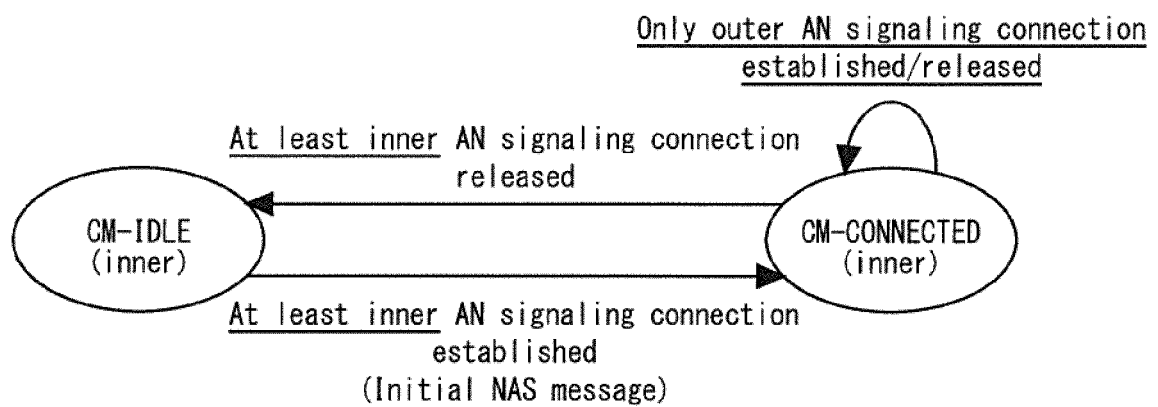 Only outer AN signaling connection
established/released
At least inner AN signaling connection
released
CM-IDLE
(inner)
CM-CONNECTED
(inner)
At least inner AN signaling connection
established
(Initial NAS message)